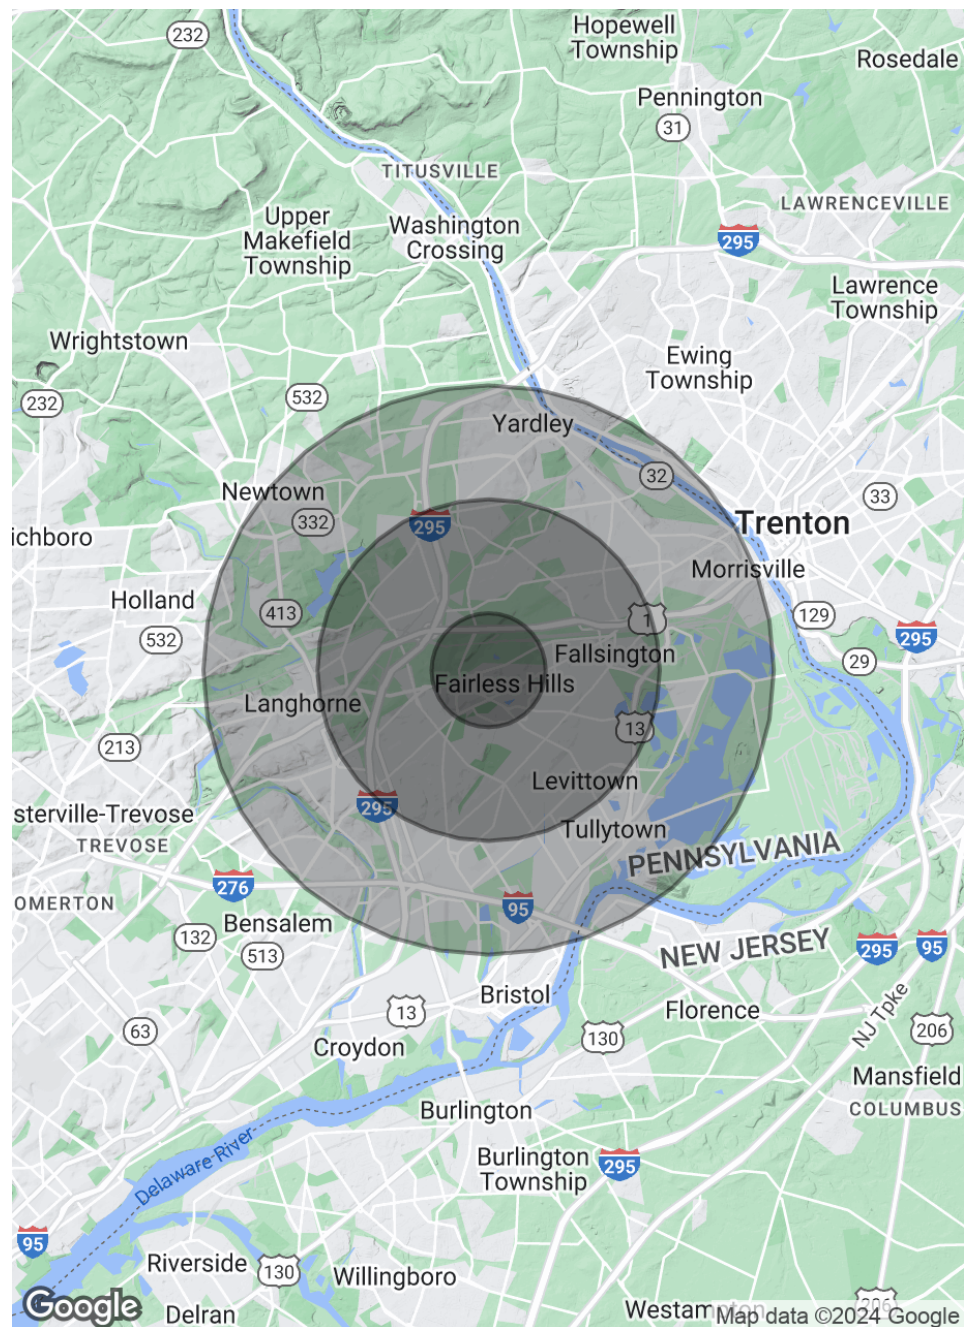 232
Hopewell
Township
Rosedale
Pennington
31
TITUSVILLE
LAWRENCEVILLE
Upper
Makefield
Township
Washington
Crossing
295
Lawrence
Township
Wrightstown
Ewing
Township
232
532
Yardley
32
Newtown
33
332
295
Trenton
ichboro
Morrisville
Holland
413
1
129
532
295
Fallsington
29
Fairless Hills
Langhorne
13
213
Levittown
295
sterville-Trevose
Tullytown
TREVOSE
PENNSYLVANIA
276
OMERTON
95
Bensalem
132
513
NEW JERSEY
295
95
Bristol
13
Florence
NJ Tpke
63
130
206
Croydon
Mansfield
COLUMBUS
Burlington
Delaware River
Burlington
Township
295
95
Riverside
130
Willingboro
Google
Delran
Westampton
206
Map data ©2024 Google